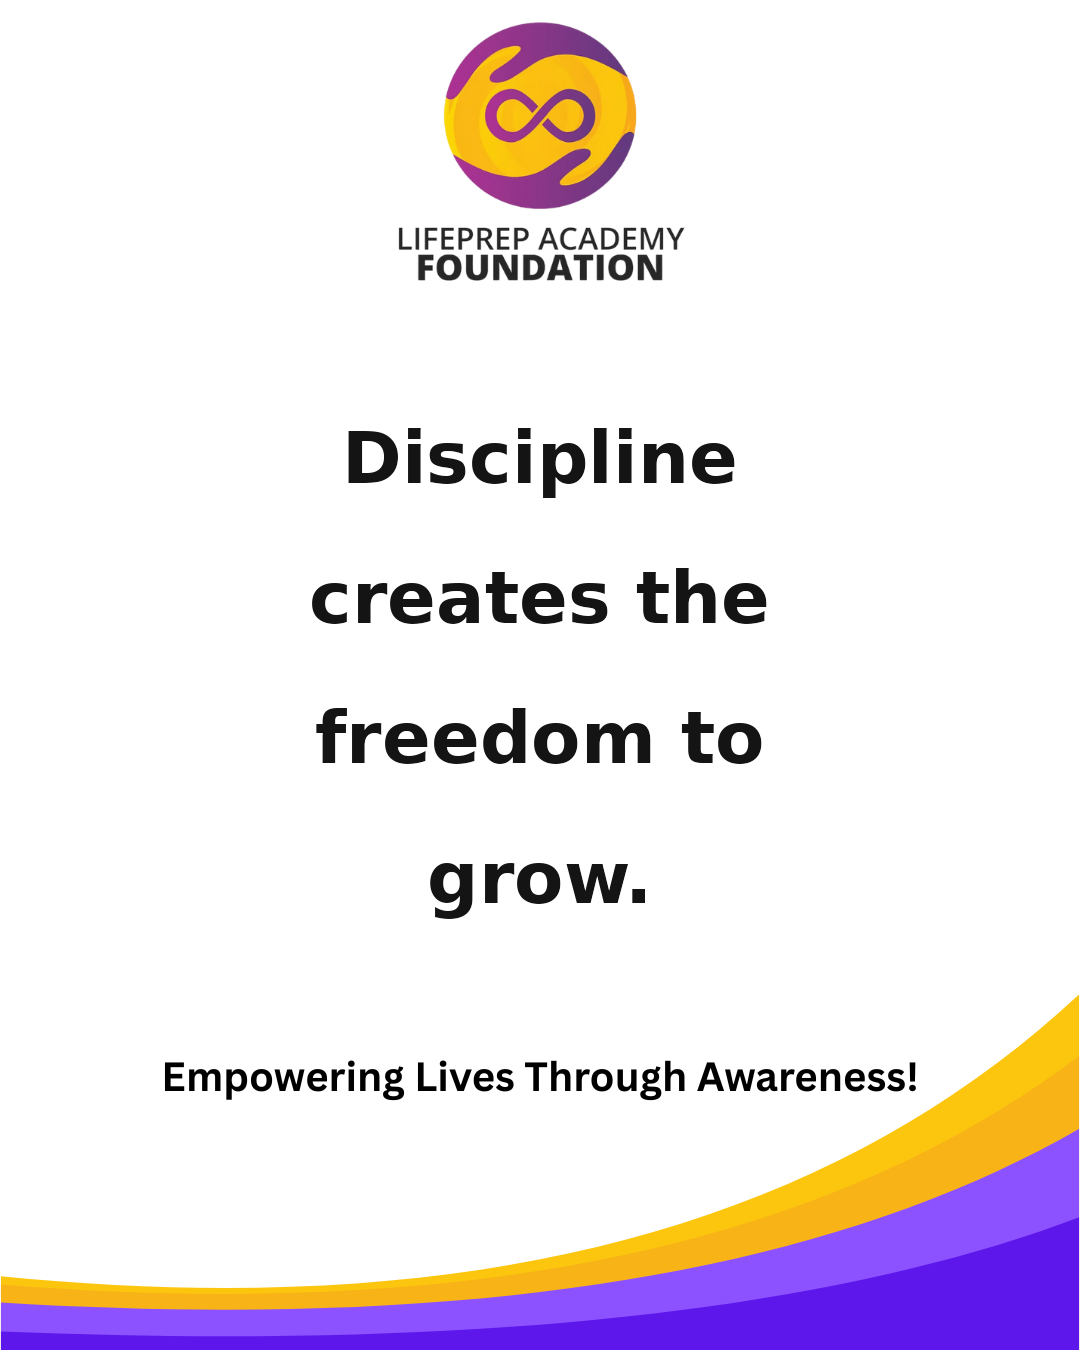 LIFEPREP ACADEMY
FOUNDATION
Discipline
creates the
freedom to
grow.
Empowering Lives Through Awareness!